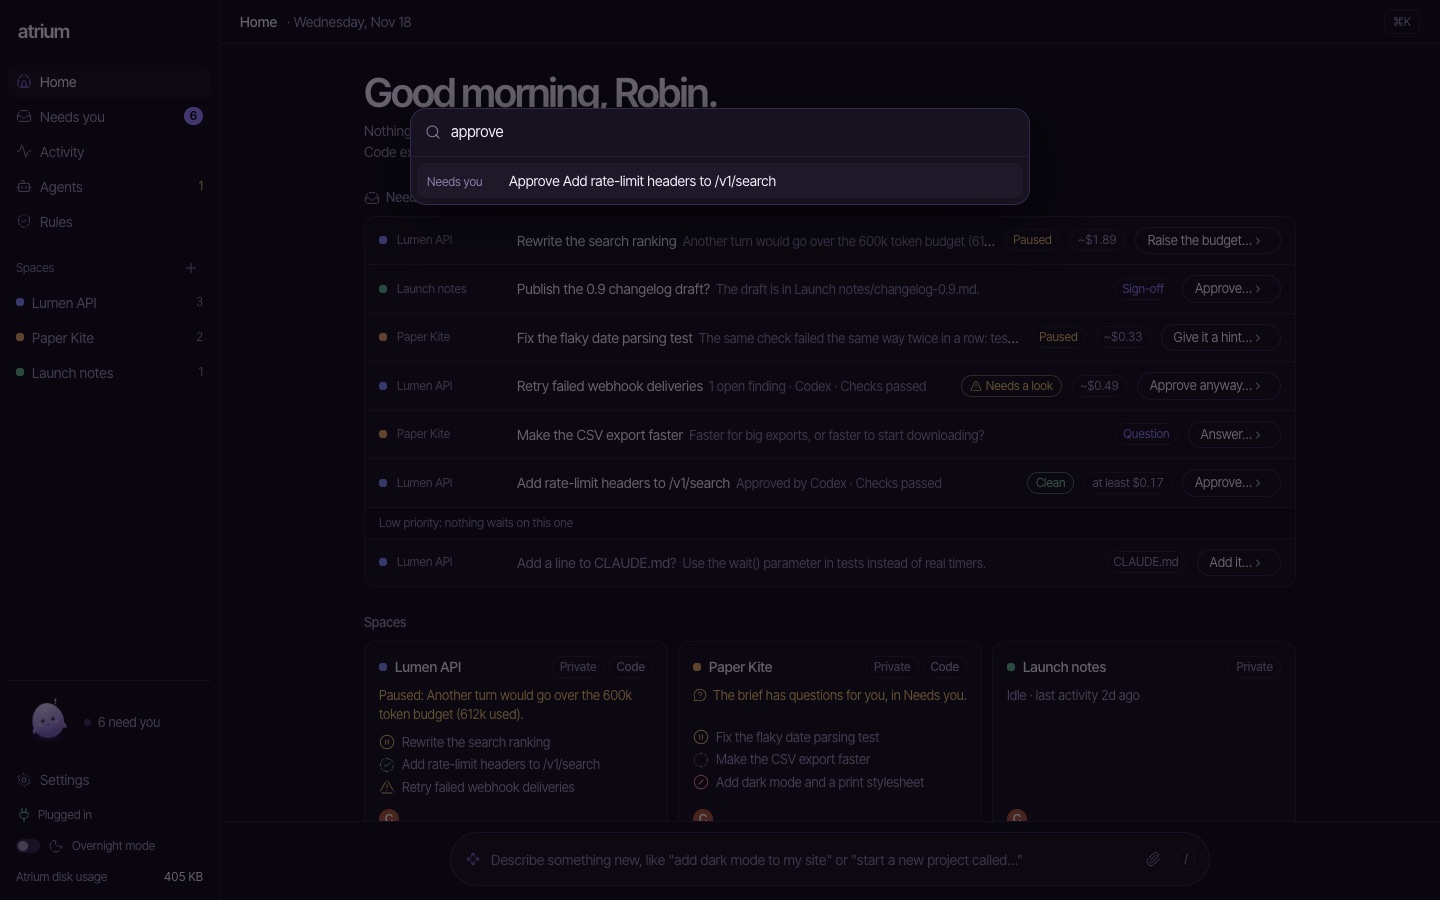 atrium
Home · Wednesday, Nov 18
⌘K
Home
Needs you 6
Activity
Agents 1
Rules
Spaces
Lumen API 3
Paper Kite 2
Launch notes 1
6 need you
Settings
Plugged in
Overnight mode
Atrium disk usage 405 KB
Good morning, Robin.
Nothing
approve
Needs you Approve Add rate-limit headers to /v1/search
Lumen API Rewrite the search ranking Another turn would go over the 600k token budget (61... Paused ~$1.89 Raise the budget... ›
Launch notes Publish the 0.9 changelog draft? The draft is in Launch notes/changelog-0.9.md. Sign-off Approve... ›
Paper Kite Fix the flaky date parsing test The same check failed the same way twice in a row: tes... Paused ~$0.33 Give it a hint... ›
Lumen API Retry failed webhook deliveries 1 open finding · Codex · Checks passed Needs a look ~$0.49 Approve anyway... ›
Paper Kite Make the CSV export faster Faster for big exports, or faster to start downloading? Question Answer... ›
Lumen API Add rate-limit headers to /v1/search Approved by Codex · Checks passed Clean at least $0.17 Approve... ›
Low priority: nothing waits on this one
Lumen API Add a line to CLAUDE.md? Use the wait() parameter in tests instead of real timers. CLAUDE.md Add it... ›
Spaces
Lumen API Private Code
Paused: Another turn would go over the 600k
token budget (612k used).
Rewrite the search ranking
Add rate-limit headers to /v1/search
Retry failed webhook deliveries
C
Paper Kite Private Code
The brief has questions for you, in Needs you.
Fix the flaky date parsing test
Make the CSV export faster
Add dark mode and a print stylesheet
C
Launch notes Private
Idle · last activity 2d ago
C
Describe something new, like "add dark mode to my site" or "start a new project called..."
/